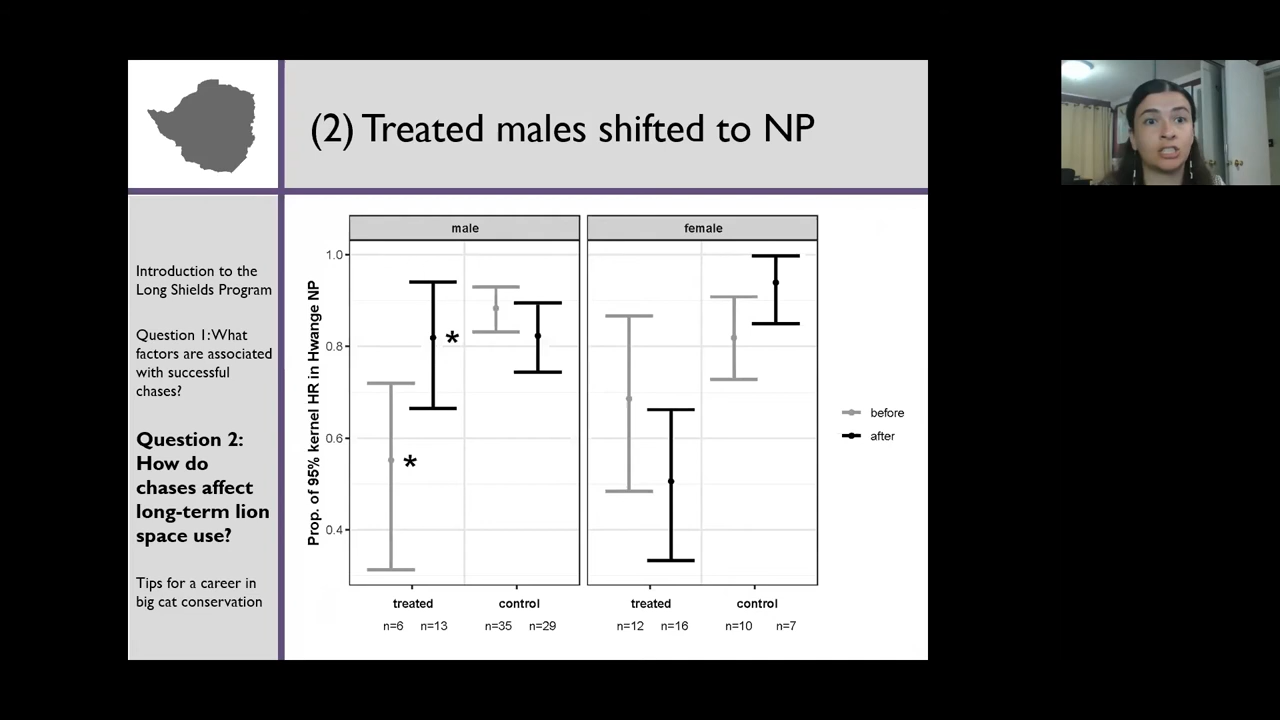 (2) Treated males shifted to NP
Introduction to the
Long Shields Program
Question 1: What
factors are associated
with successful
chases?
Question 2:
How do
chases affect
long-term lion
space use?
Tips for a career in
big cat conservation
male
female
Prop. of 95% kernel HR in Hwange NP
1.0
0.8
0.6
0.4
*
*
treated
control
treated
control
n=6
n=13
n=35
n=29
n=12
n=16
n=10
n=7
before
after